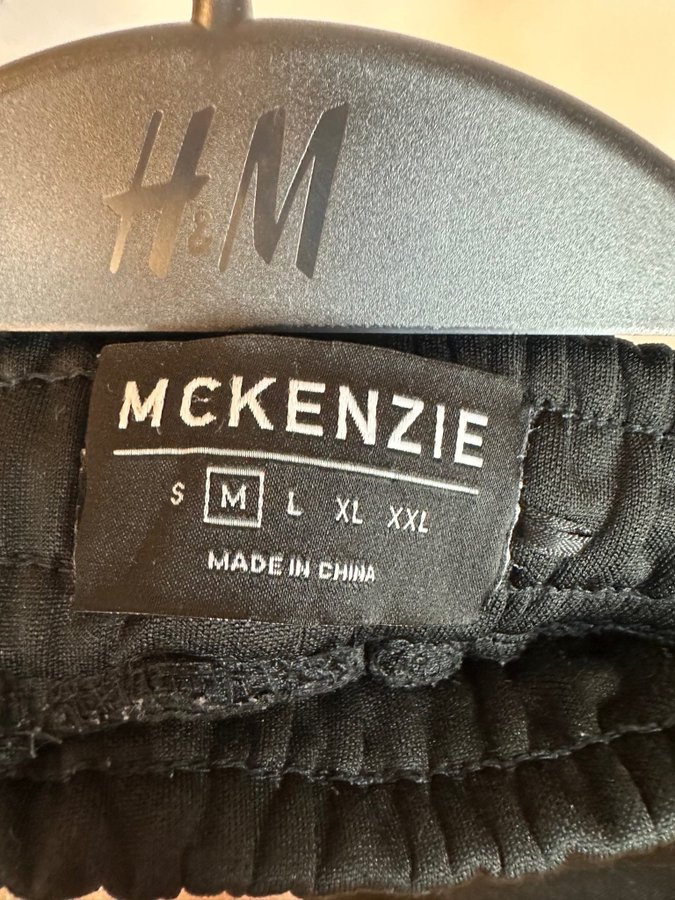 H&M
MCKENZIE
S M L XL XXL
MADE IN CHINA